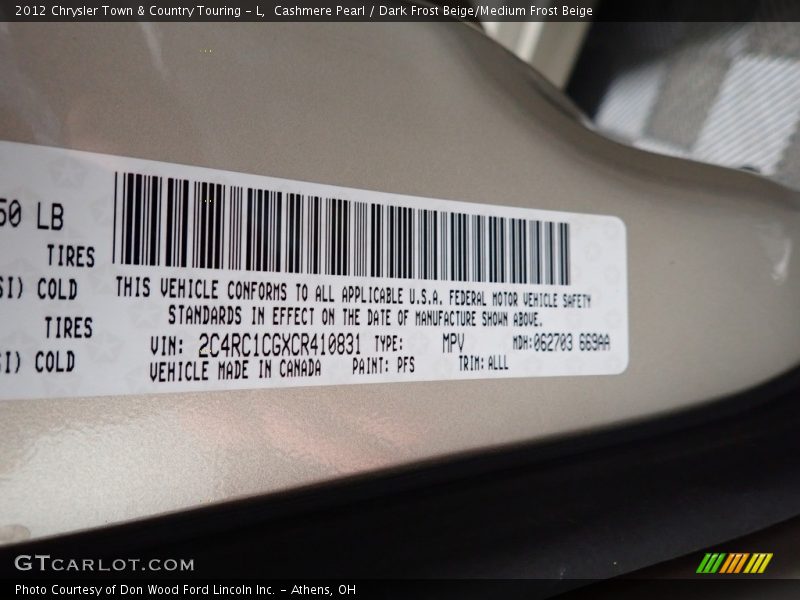 2012 Chrysler Town & Country Touring - L, Cashmere Pearl / Dark Frost Beige/Medium Frost Beige
50 LB
TIRES
SI) COLD
TIRES
SI) COLD
THIS VEHICLE CONFORMS TO ALL APPLICABLE U.S.A. FEDERAL MOTOR VEHICLE SAFETY
STANDARDS IN EFFECT ON THE DATE OF MANUFACTURE SHOWN ABOVE.
VIN: 2C4RC1CGXCR410831 TYPE: MPV MDH: 062703 669AA
VEHICLE MADE IN CANADA PAINT: PFS TRIM: ALLL
GTCARLOT.COM
Photo Courtesy of Don Wood Ford Lincoln Inc. - Athens, OH